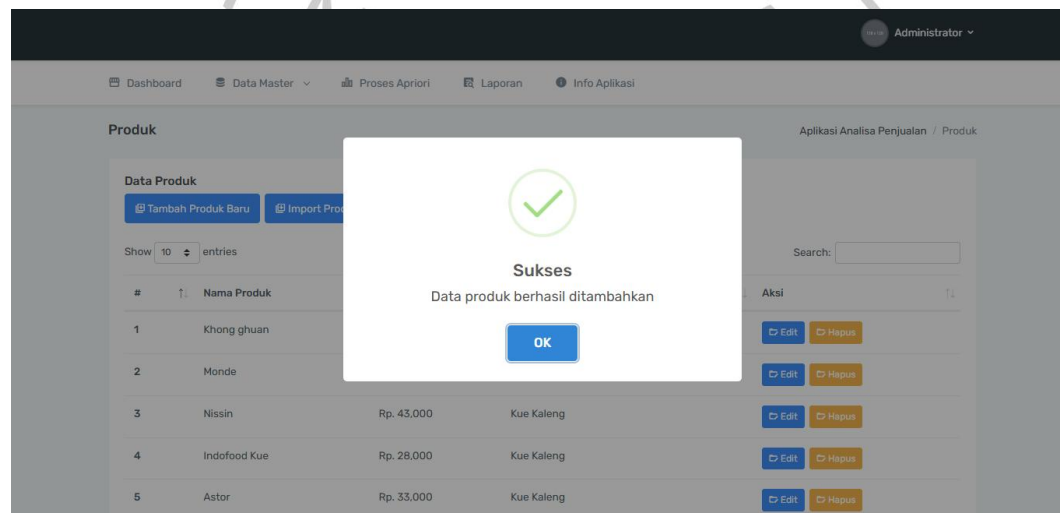 Administrator
Dashboard Data Master Proses Apriori Laporan Info Aplikasi
Produk Aplikasi Analisa Penjualan / Produk
Data Produk
Tambah Produk Baru Import
Show 10 entries Search:
Sukses
Data produk berhasil ditambahkan
OK
# Nama Produk Aksi
1 Khong ghuan Edit Hapus
2 Monde Edit Hapus
3 Nissin Rp. 43,000 Kue Kaleng Edit Hapus
4 Indofood Kue Rp. 28,000 Kue Kaleng Edit Hapus
5 Astor Rp. 33,000 Kue Kaleng Edit Hapus